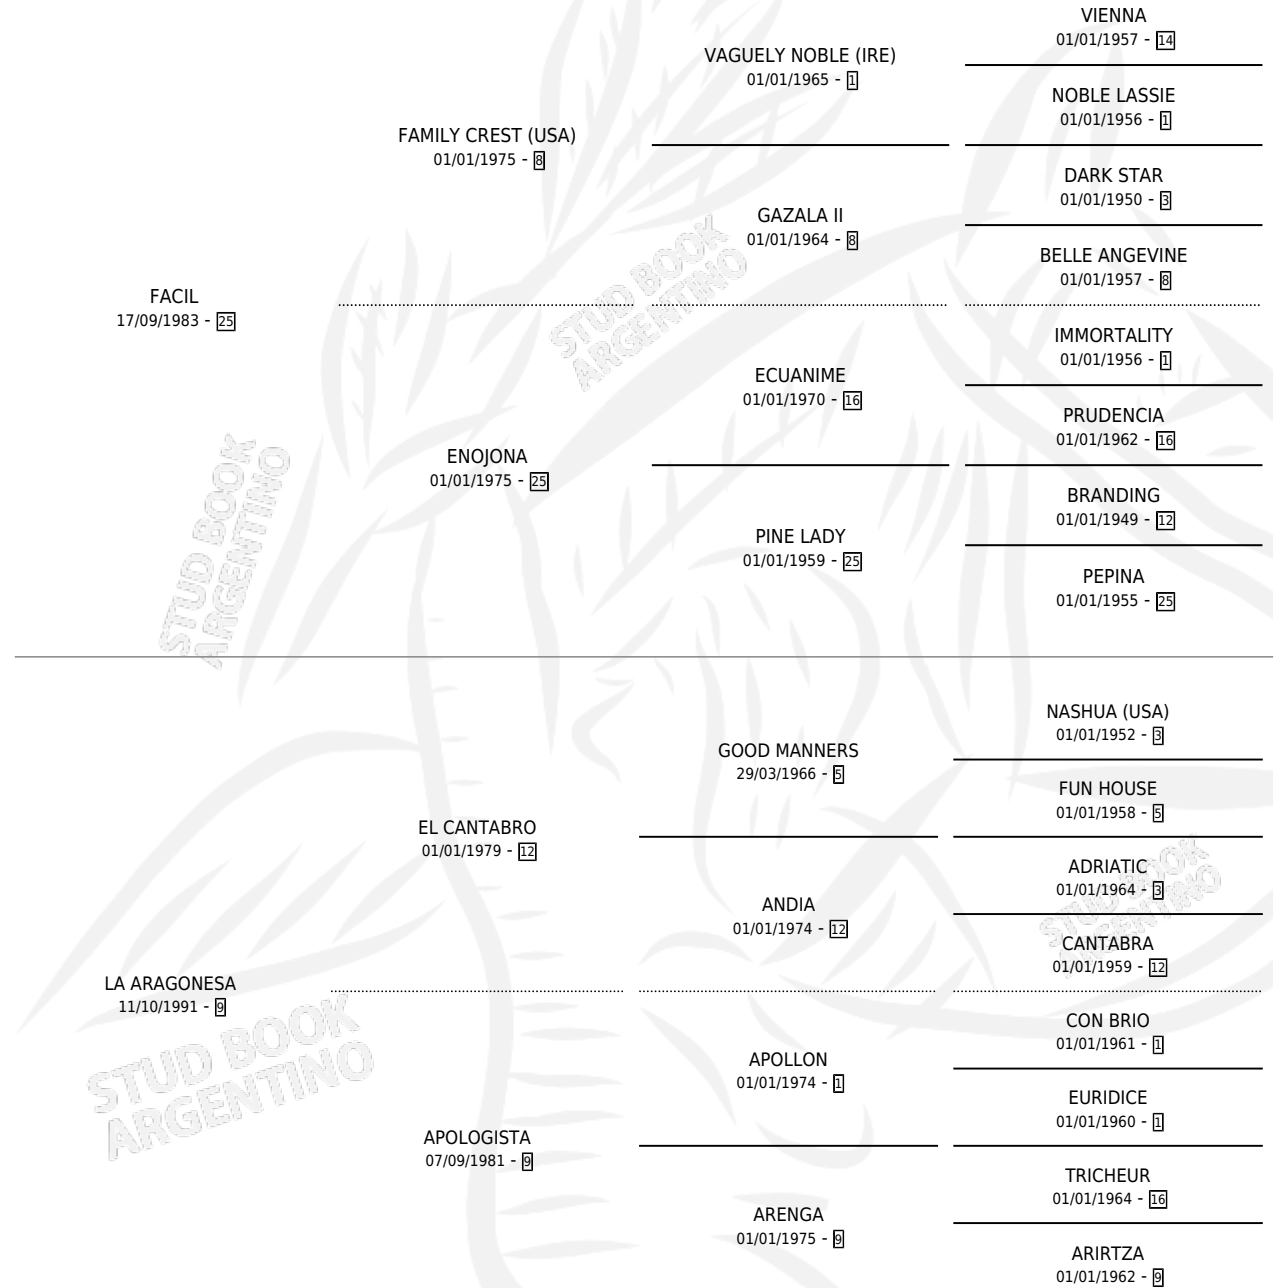 VIENNA
01/01/1957 - 14
VAGUELY NOBLE (IRE)
01/01/1965 - 1
NOBLE LASSIE
01/01/1956 - 1
FAMILY CREST (USA)
01/01/1975 - 8
DARK STAR
01/01/1950 - 3
GAZALA II
01/01/1964 - 8
BELLE ANGEVINE
01/01/1957 - 8
FACIL
17/09/1983 - 25
IMMORTALITY
01/01/1956 - 1
ECUANIME
01/01/1970 - 16
PRUDENCIA
01/01/1962 - 16
ENOJONA
01/01/1975 - 25
BRANDING
01/01/1949 - 12
PINE LADY
01/01/1959 - 25
PEPINA
01/01/1955 - 25
NASHUA (USA)
01/01/1952 - 3
GOOD MANNERS
29/03/1966 - 5
FUN HOUSE
01/01/1958 - 5
EL CANTABRO
01/01/1979 - 12
ADRIATIC
01/01/1964 - 3
ANDIA
01/01/1974 - 12
CANTABRA
01/01/1959 - 12
LA ARAGONESA
11/10/1991 - 9
CON BRIO
01/01/1961 - 1
APOLLON
01/01/1974 - 1
EURIDICE
01/01/1960 - 1
APOLOGISTA
07/09/1981 - 9
TRICHEUR
01/01/1964 - 16
ARENGA
01/01/1975 - 9
ARIRTZA
01/01/1962 - 9
STUD BOOK
ARGENTINO
STUD BOOK
ARGENTINO
STUD BOOK
ARGENTINO
STUD BOOK
ARGENTINO